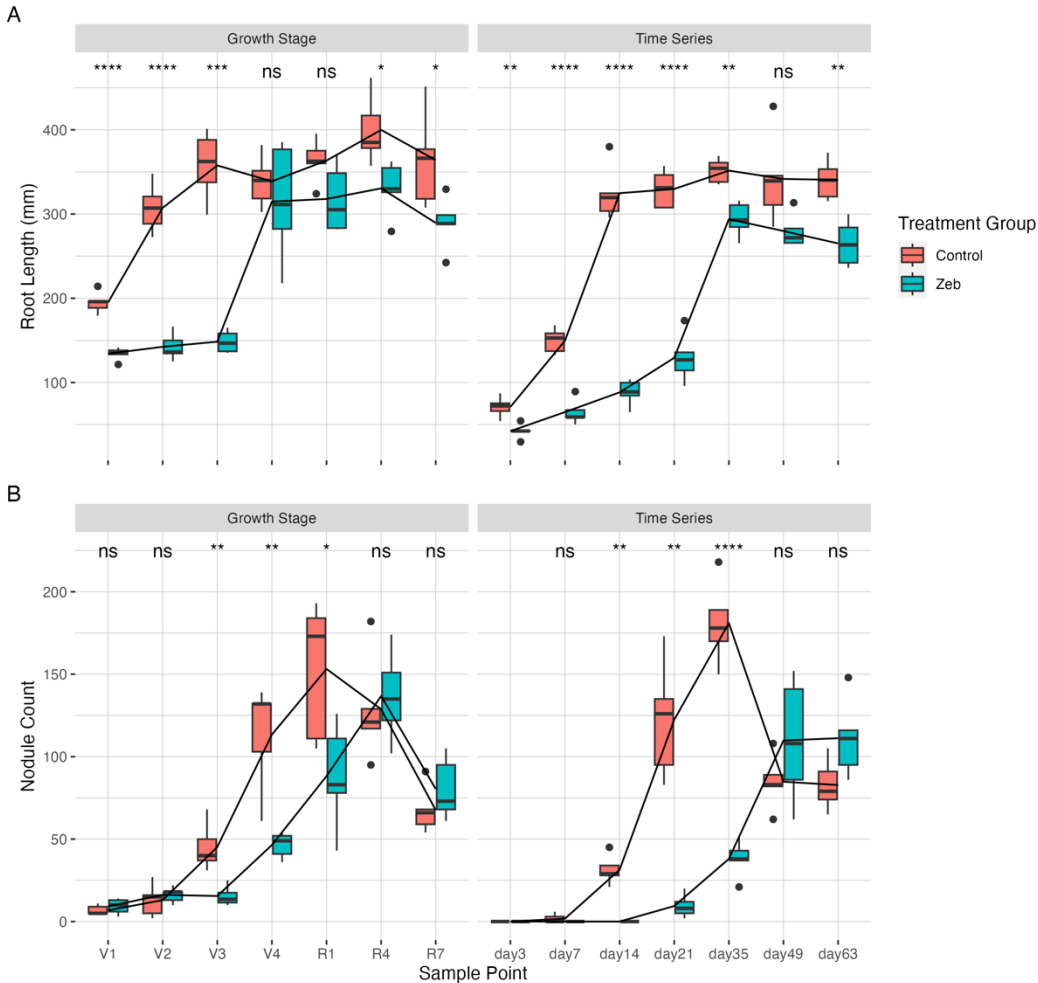 A
Growth Stage Time Series
**** **** *** ns ns * * ** **** **** **** ** ns **
400
300
200
100
Root Length (mm)
Treatment Group
Control
Zeb
B
Growth Stage Time Series
ns ns ** ** * ns ns ns ** ** **** ns ns
200
150
100
50
0
Nodule Count
V1 V2 V3 V4 R1 R4 R7 day3 day7 day14 day21 day35 day49 day63
Sample Point